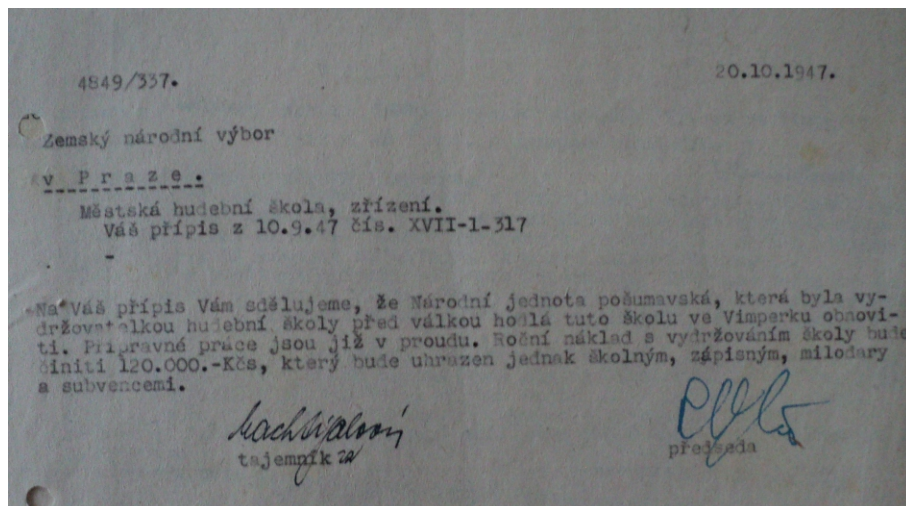 4849/337.
20.10.1947.
Zemský národní výbor
v P r a z e .
Městská hudební škola, zřízení.
Váš přípis z 10.9.47 čís. XVII-1-317
-
Na Váš přípis Vám sdělujeme, že Národní jednota pošumavská, která byla vy-
držovatelkou hudební školy před válkou hodlá tuto školu ve Vimperku obnovi-
ti. Přípravné práce jsou již v proudu. Roční náklad s vydržováním školy bude
činiti 120.000.-Kčs, který bude uhrazen jednak školným, zápisným, milodary
a subvencemi.
tajemník
předseda